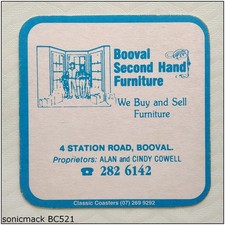 Booval
Second Hand
Furniture
We Buy and Sell
Furniture
4 STATION ROAD, BOOVAL.
Proprietors: ALAN and CINDY COWELL
☎ 282 6142
Classic Coasters (07) 269 9292
sonicmack BC521